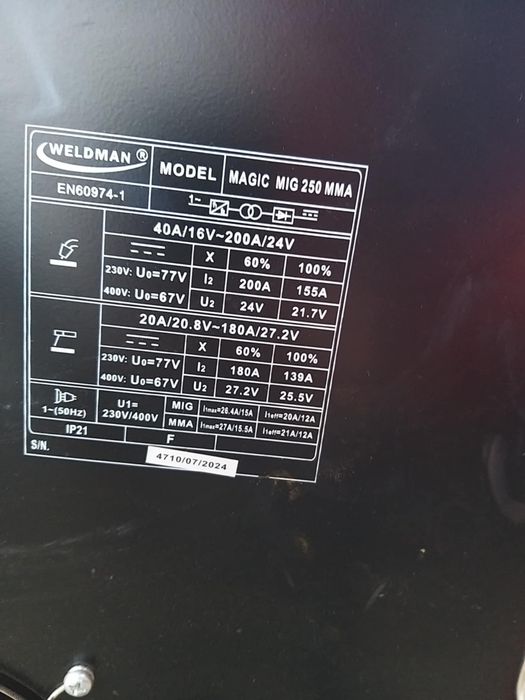 WELDMAN ® MODEL MAGIC MIG 250 MMA
EN60974-1 1~
40A/16V~200A/24V
X 60% 100%
230V: U0=77V I2 200A 155A
400V: U0=67V U2 24V 21.7V
20A/20.8V~180A/27.2V
X 60% 100%
230V: U0=77V I2 180A 139A
400V: U0=67V U2 27.2V 25.5V
1~(50Hz) U1= 230V/400V MIG I1max=26.4A/15A I1eff=20A/12A
MMA I1max=27A/15.5A I1eff=21A/12A
IP21 F
S/N. 4710/07/2024